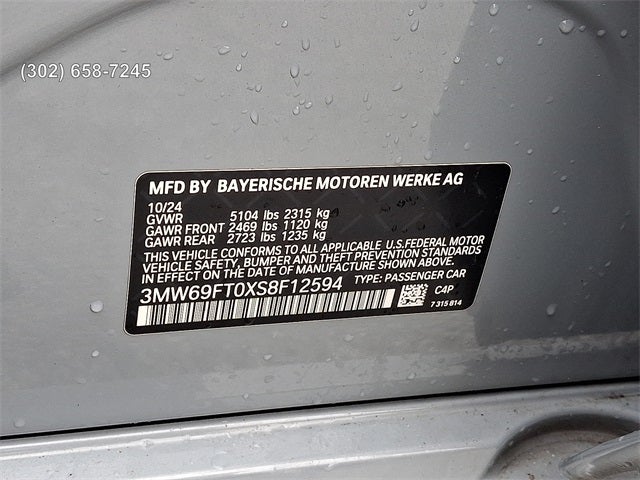 (302) 658-7245
MFD BY BAYERISCHE MOTOREN WERKE AG
10/24
GVWR 5104 lbs 2315 kg
GAWR FRONT 2469 lbs 1120 kg
GAWR REAR 2723 lbs 1235 kg
THIS VEHICLE CONFORMS TO ALL APPLICABLE U.S.FEDERAL MOTOR
VEHICLE SAFETY, BUMPER AND THEFT PREVENTION STANDARDS
IN EFFECT ON THE DATE OF MANUFACTURE SHOWN ABOVE.
3MW69FT0XS8F12594 TYPE: PASSENGER CAR
C4P
7 315 814